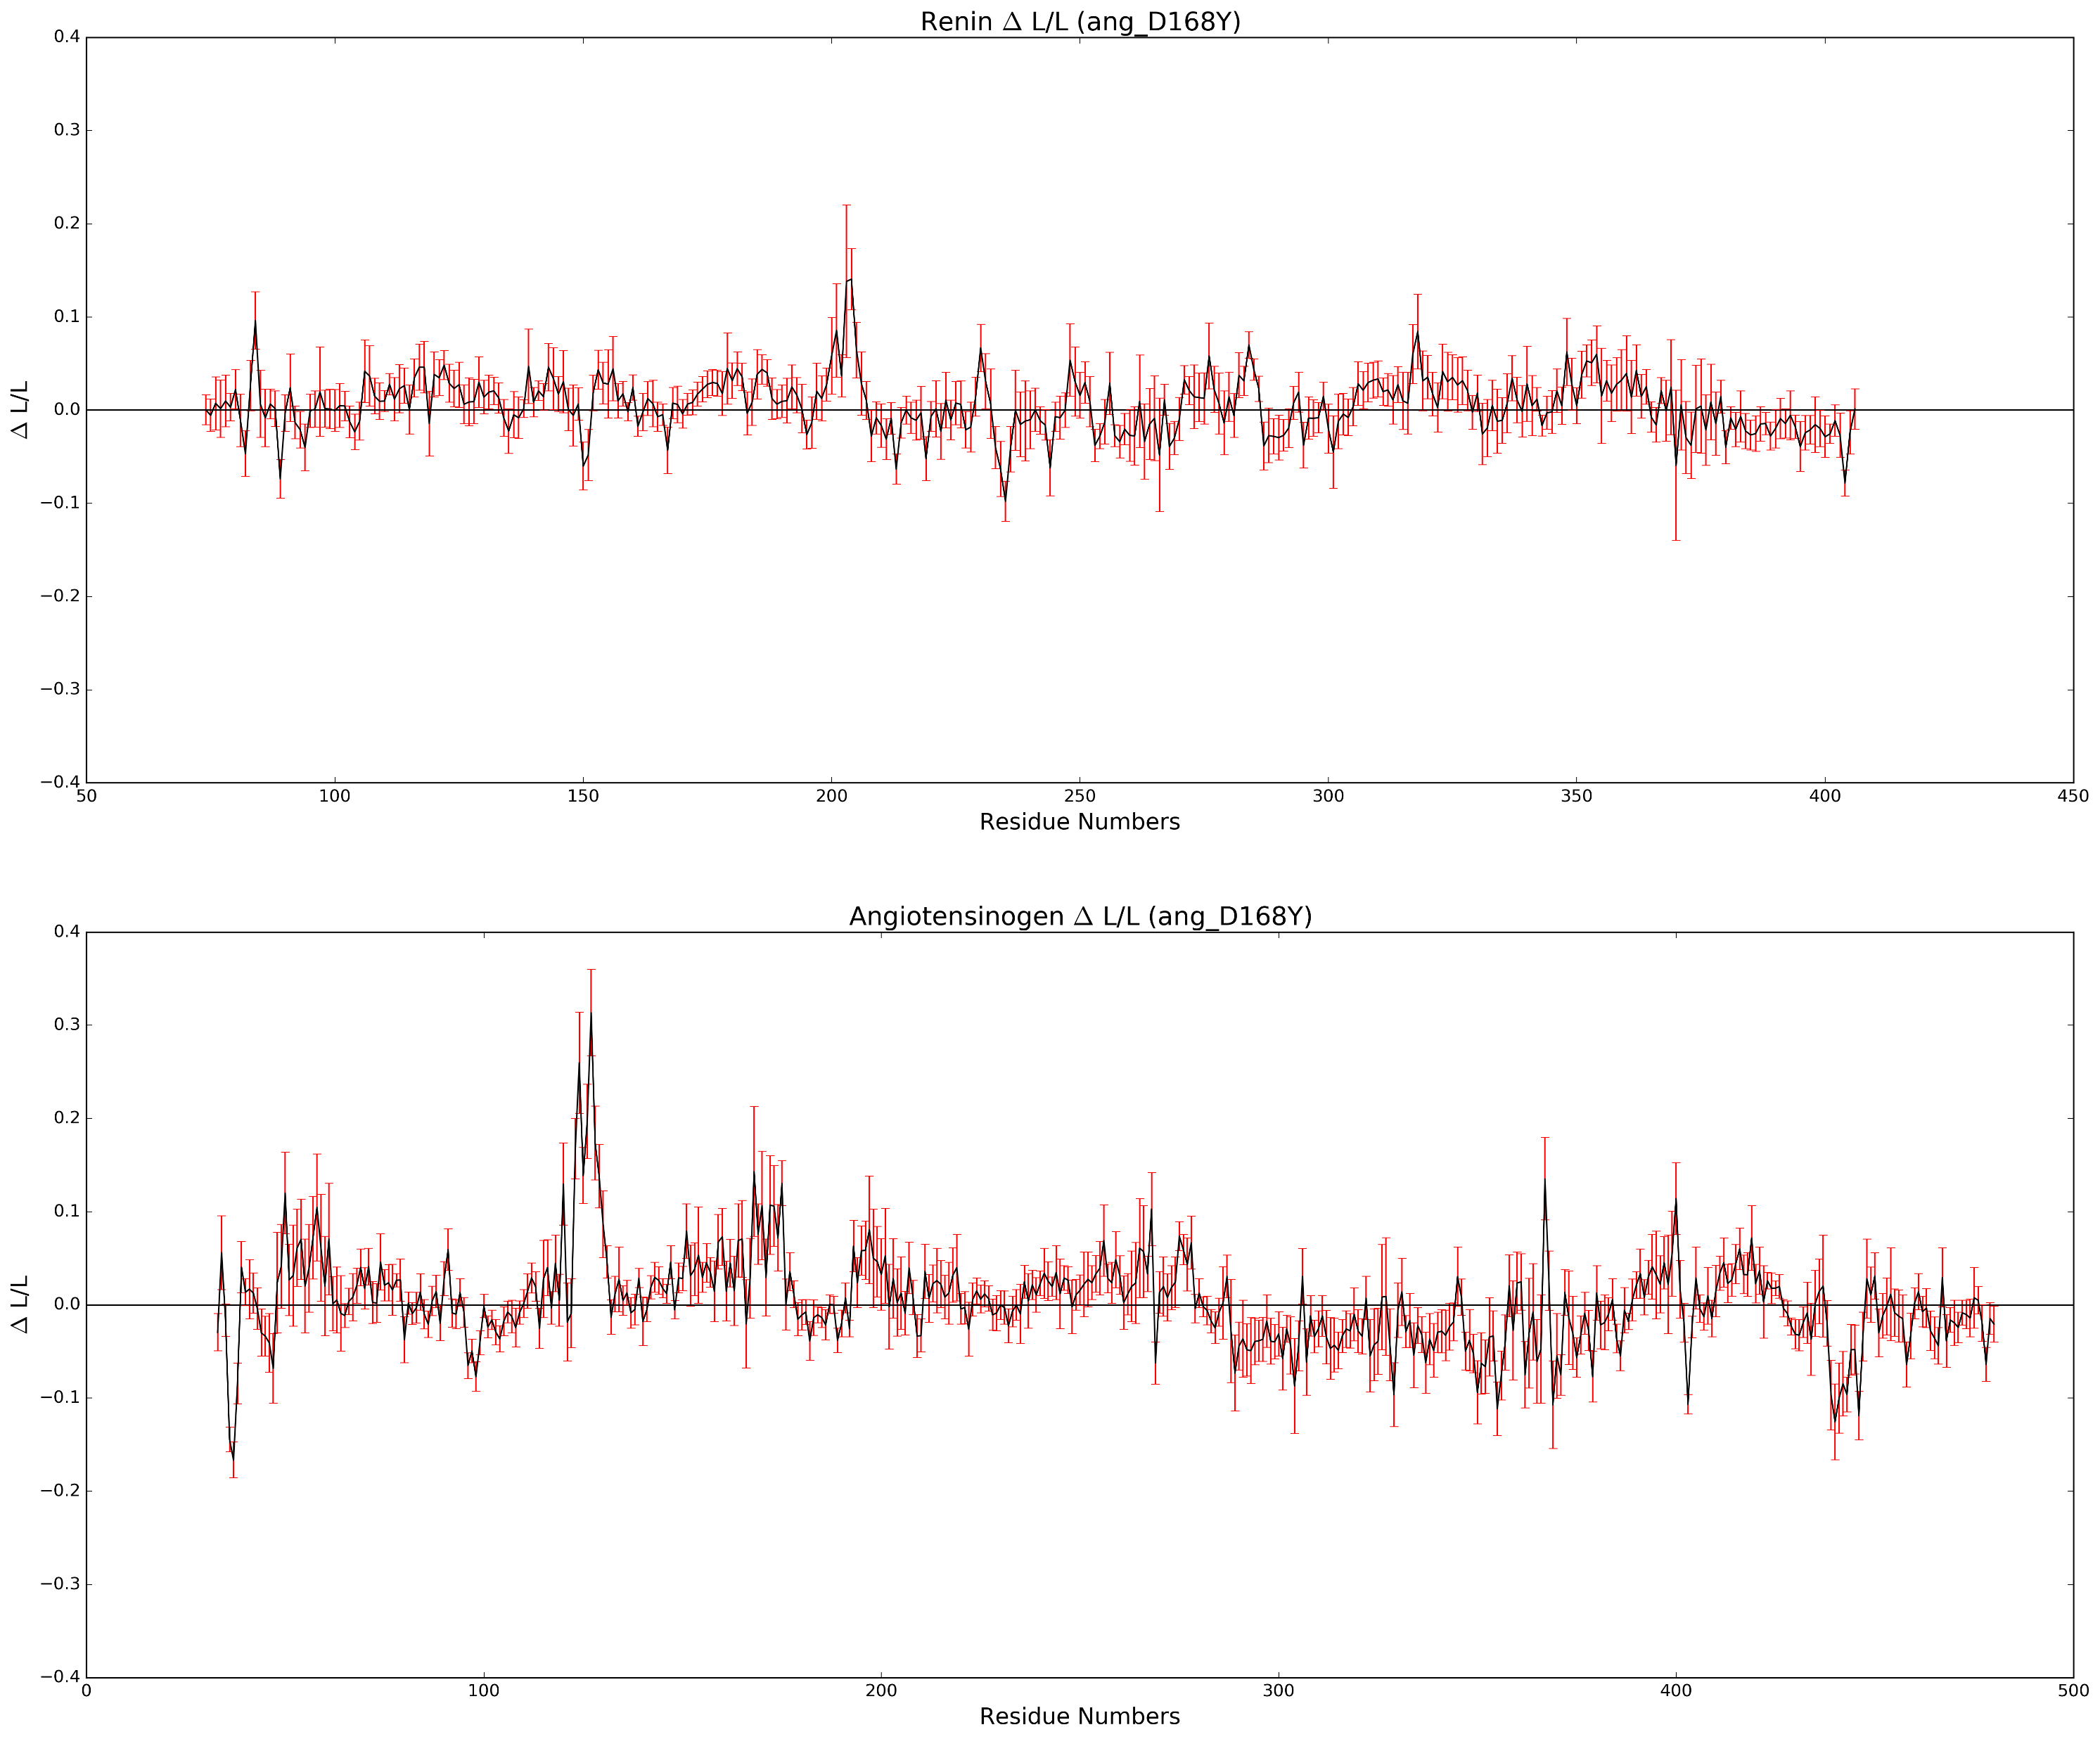 Renin Δ L/L (ang_D168Y)
0.4
0.3
0.2
0.1
0.0
−0.1
−0.2
−0.3
−0.4
Δ L/L
50 100 150 200 250 300 350 400 450
Residue Numbers
Angiotensinogen Δ L/L (ang_D168Y)
0.4
0.3
0.2
0.1
0.0
−0.1
−0.2
−0.3
−0.4
Δ L/L
0 100 200 300 400 500
Residue Numbers